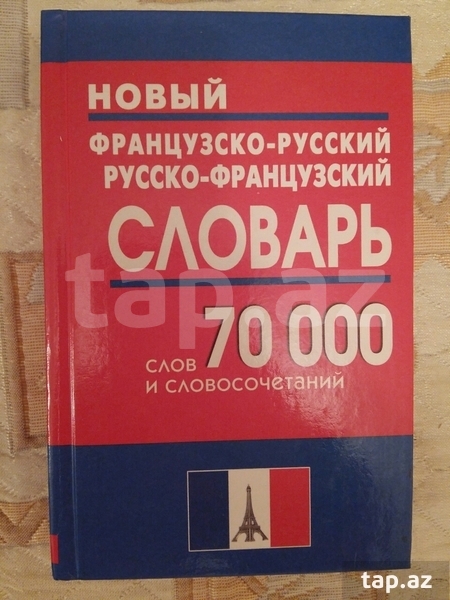 НОВЫЙ
ФРАНЦУЗСКО-РУССКИЙ
РУССКО-ФРАНЦУЗСКИЙ
СЛОВАРЬ
tap.az
70 000
СЛОВ
И СЛОВОСОЧЕТАНИЙ
tap.az